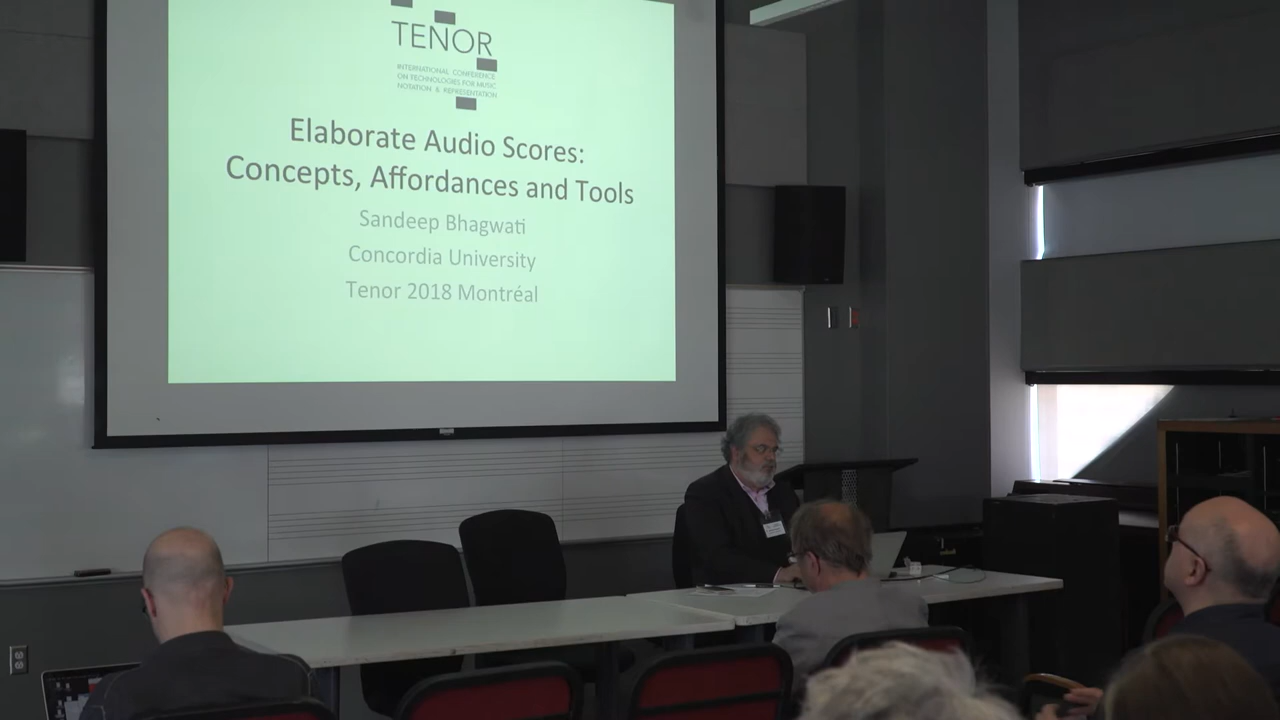 TENOR
INTERNATIONAL CONFERENCE
ON TECHNOLOGIES FOR MUSIC
NOTATION & REPRESENTATION
Elaborate Audio Scores:
Concepts, Affordances and Tools
Sandeep Bhagwati
Concordia University
Tenor 2018 Montréal